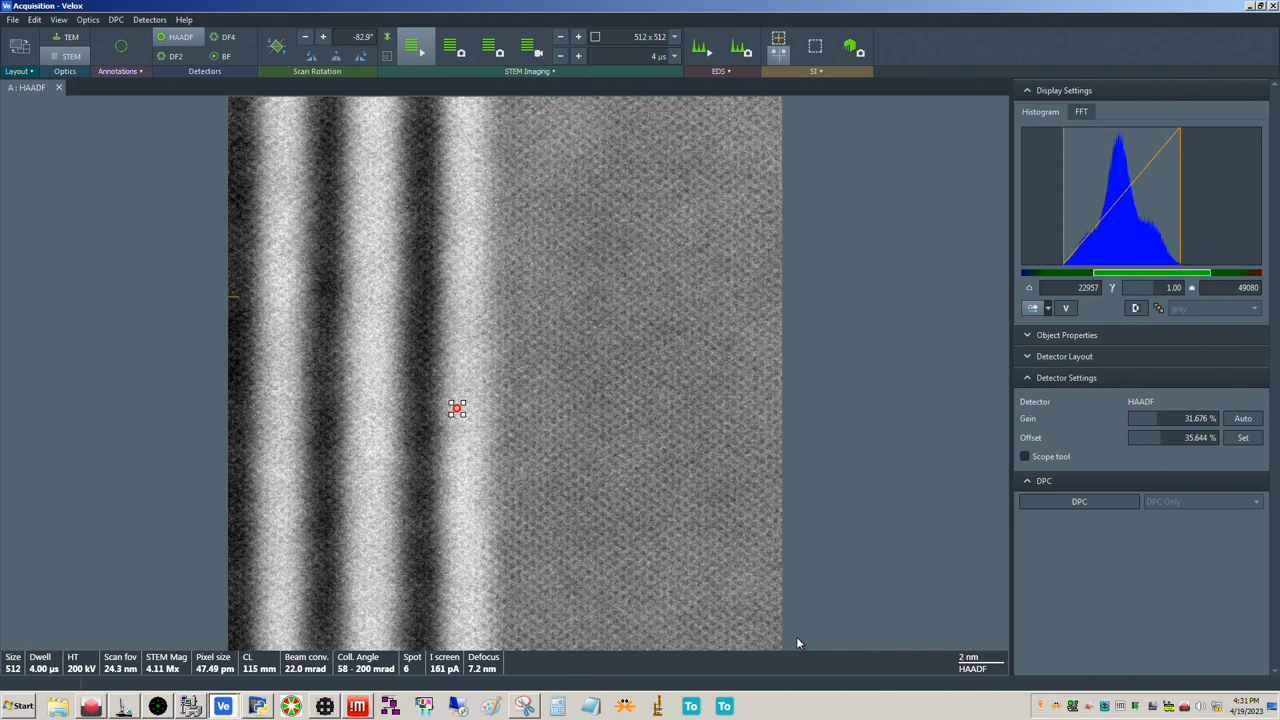 Acquisition - Velox
File Edit View Optics DPC Detectors Help
TEM HAADF DF4 -82.9° 512 x 512
STEM DF2 BF 4 µs
Layout Optics Annotations Detectors Scan Rotation STEM Imaging EDS SI
A : HAADF
Display Settings
Histogram FFT
22957 γ 1.00 49080
V D gray
Object Properties
Detector Layout
Detector Settings
Detector HAADF
Gain 31.676 % Auto
Offset 35.644 % Set
Scope tool
DPC
DPC DPC Only
Size Dwell HT Scan fov STEM Mag Pixel size CL Beam conv. Coll. Angle Spot I screen Defocus 2 nm
512 4.00 µs 200 kV 24.3 nm 4.11 Mx 47.49 pm 115 mm 22.0 mrad 58 - 200 mrad 6 161 pA 7.2 nm HAADF
Start Ve !m To To 4:31 PM
4/19/2023